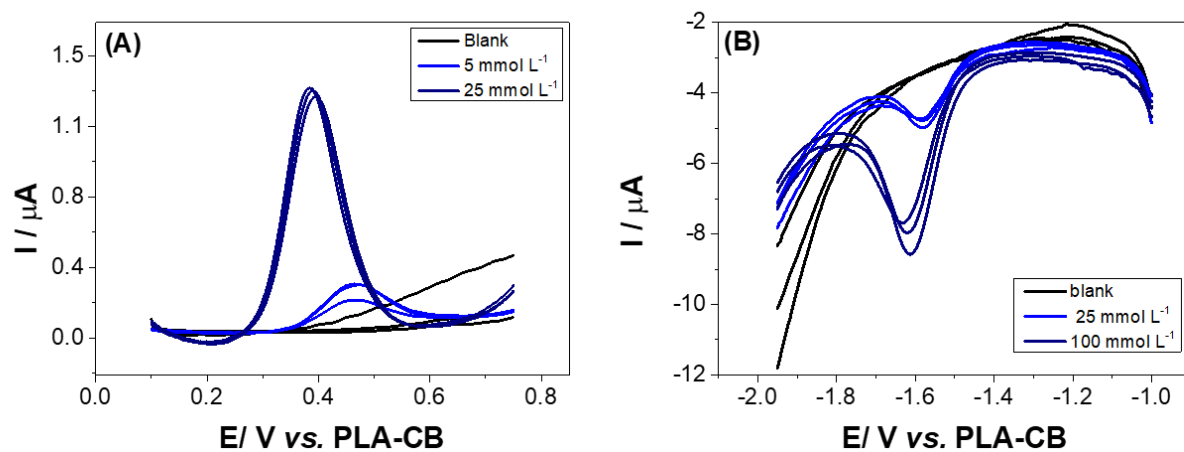 (A)
Blank
5 mmol L⁻¹
25 mmol L⁻¹
1.5
1.1
0.8
0.4
0.0
I / μA
0.0 0.2 0.4 0.6 0.8
E/ V vs. PLA-CB
(B)
-2
-4
-6
-8
-10
-12
I / μA
blank
25 mmol L⁻¹
100 mmol L⁻¹
-2.0 -1.8 -1.6 -1.4 -1.2 -1.0
E/ V vs. PLA-CB